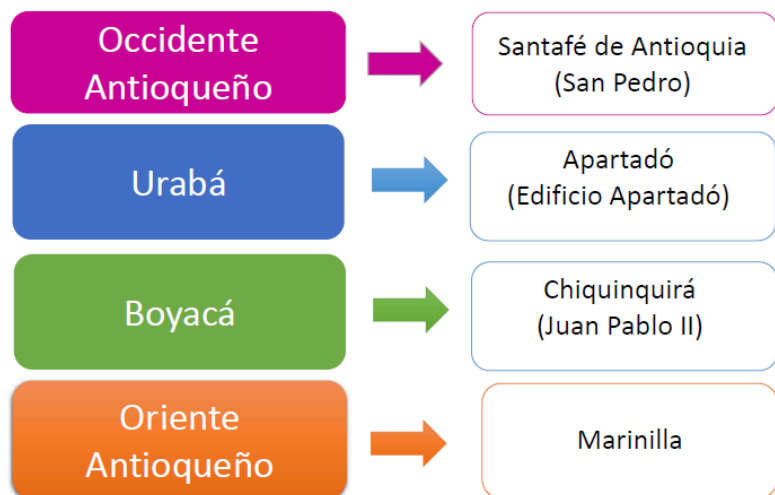 Occidente
Antioqueño
Santafé de Antioquia
(San Pedro)
Urabá
Apartadó
(Edificio Apartadó)
Boyacá
Chiquinquirá
(Juan Pablo II)
Oriente
Antioqueño
Marinilla